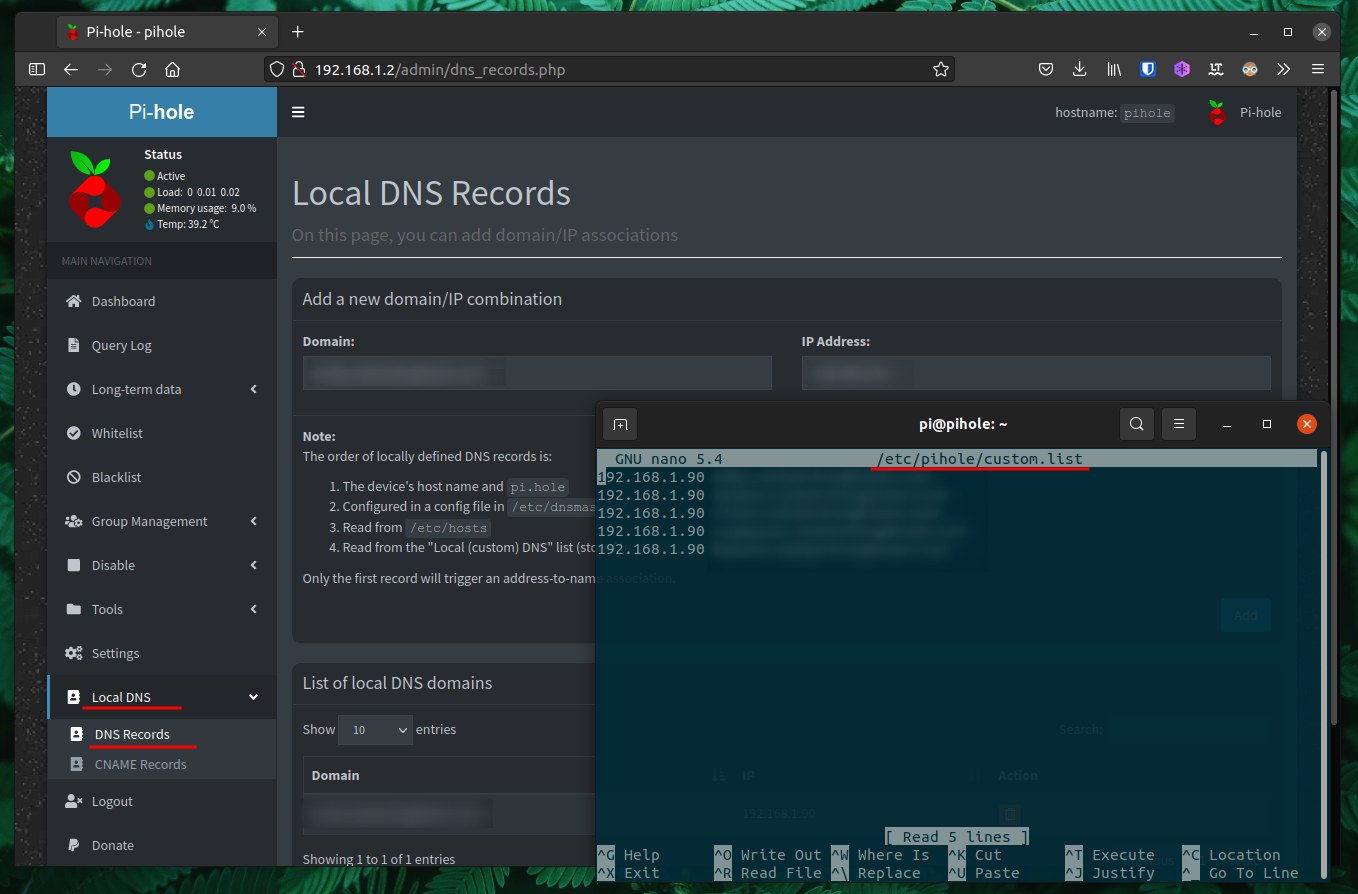 Pi-hole - pihole
192.168.1.2/admin/dns_records.php
Pi-hole
hostname: pihole
Pi-hole
Status
Active
Load: 0 0.01 0.02
Memory usage: 9.0 %
Temp: 39.2 °C
MAIN NAVIGATION
Dashboard
Query Log
Long-term data
Whitelist
Blacklist
Group Management
Disable
Tools
Settings
Local DNS
DNS Records
CNAME Records
Logout
Donate
Local DNS Records
On this page, you can add domain/IP associations
Add a new domain/IP combination
Domain:
IP Address:
Note:
The order of locally defined DNS records is:
1. The device's host name and pi.hole
2. Configured in a config file in /etc/dnsmas
3. Read from /etc/hosts
4. Read from the "Local (custom) DNS" list (sto
Only the first record will trigger an address-to-name association.
Add
List of local DNS domains
Show 10 entries
Search:
Domain
IP
Action
192.168.1.90
Showing 1 to 1 of 1 entries
pi@pihole: ~
GNU nano 5.4 /etc/pihole/custom.list
192.168.1.90
192.168.1.90
192.168.1.90
192.168.1.90
192.168.1.90
[ Read 5 lines ]
^G Help ^O Write Out ^W Where Is ^K Cut ^T Execute ^C Location
^X Exit ^R Read File ^\ Replace ^U Paste ^J Justify ^_ Go To Line